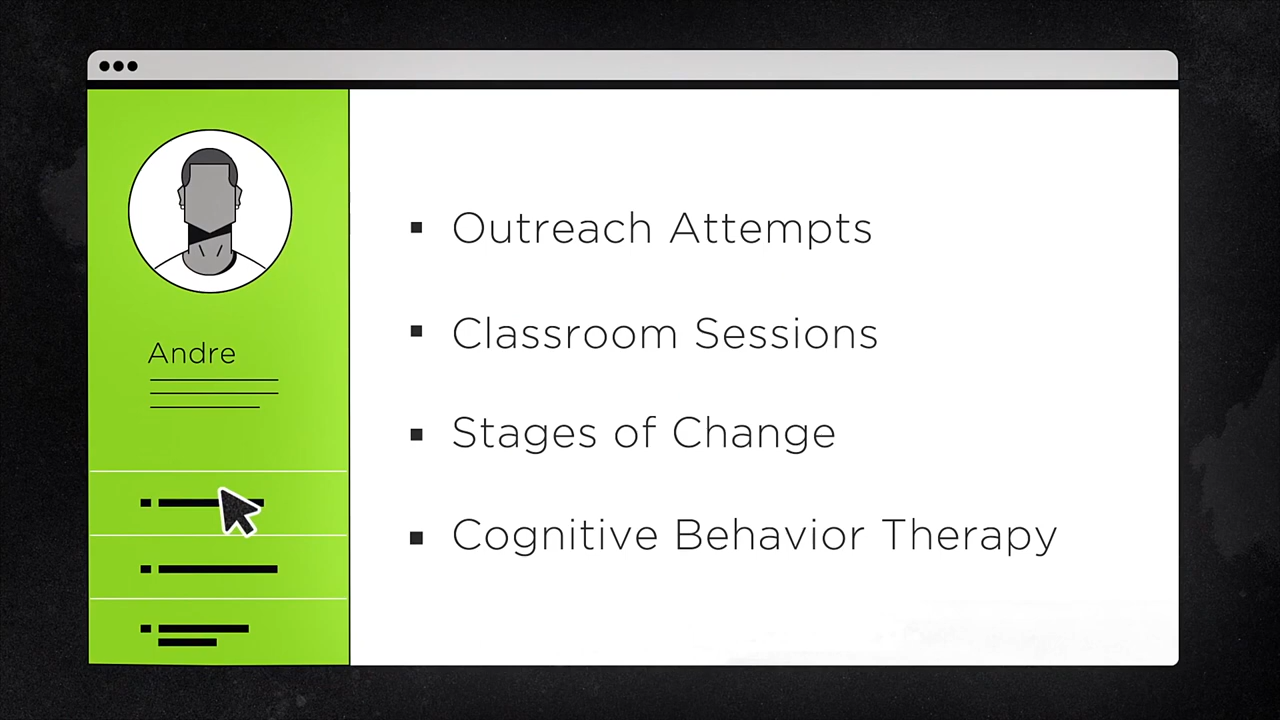 Andre
Outreach Attempts
Classroom Sessions
Stages of Change
Cognitive Behavior Therapy